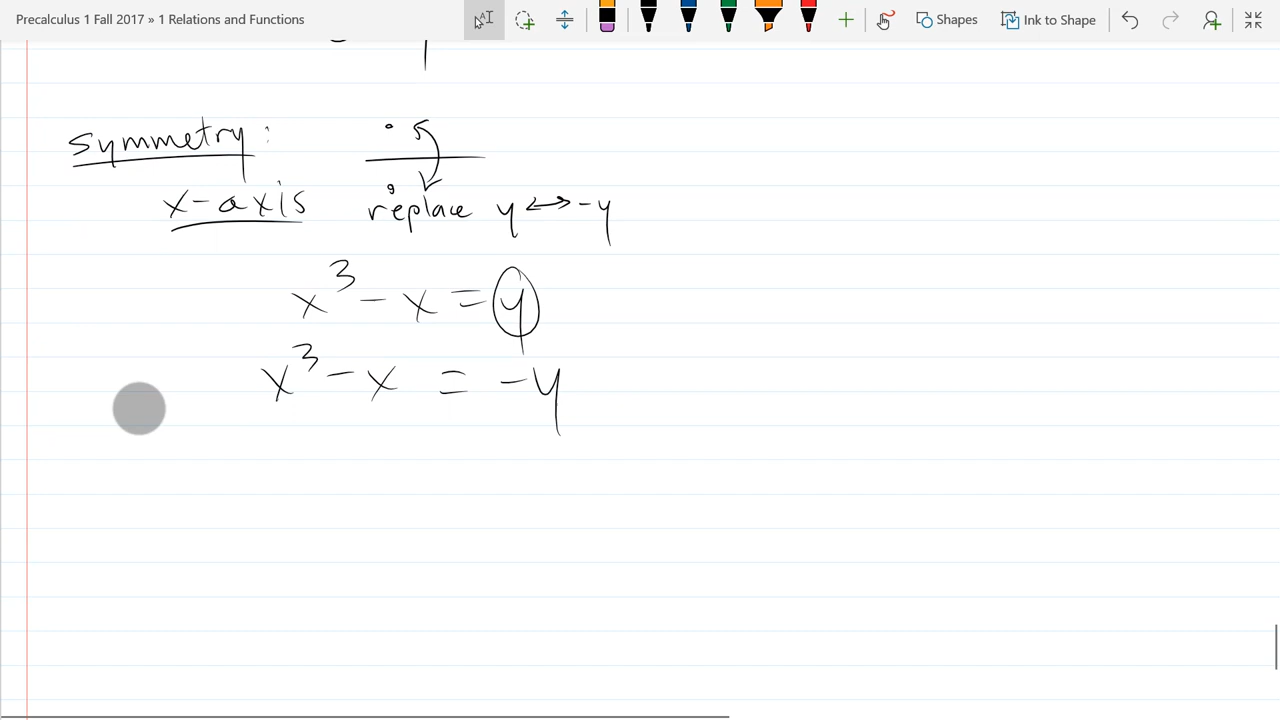 Precalculus 1 Fall 2017 » 1 Relations and Functions
Shapes
Ink to Shape
symmetry:
x-axis replace y ↔ -y
x³ - x = y
x³ - x = -y